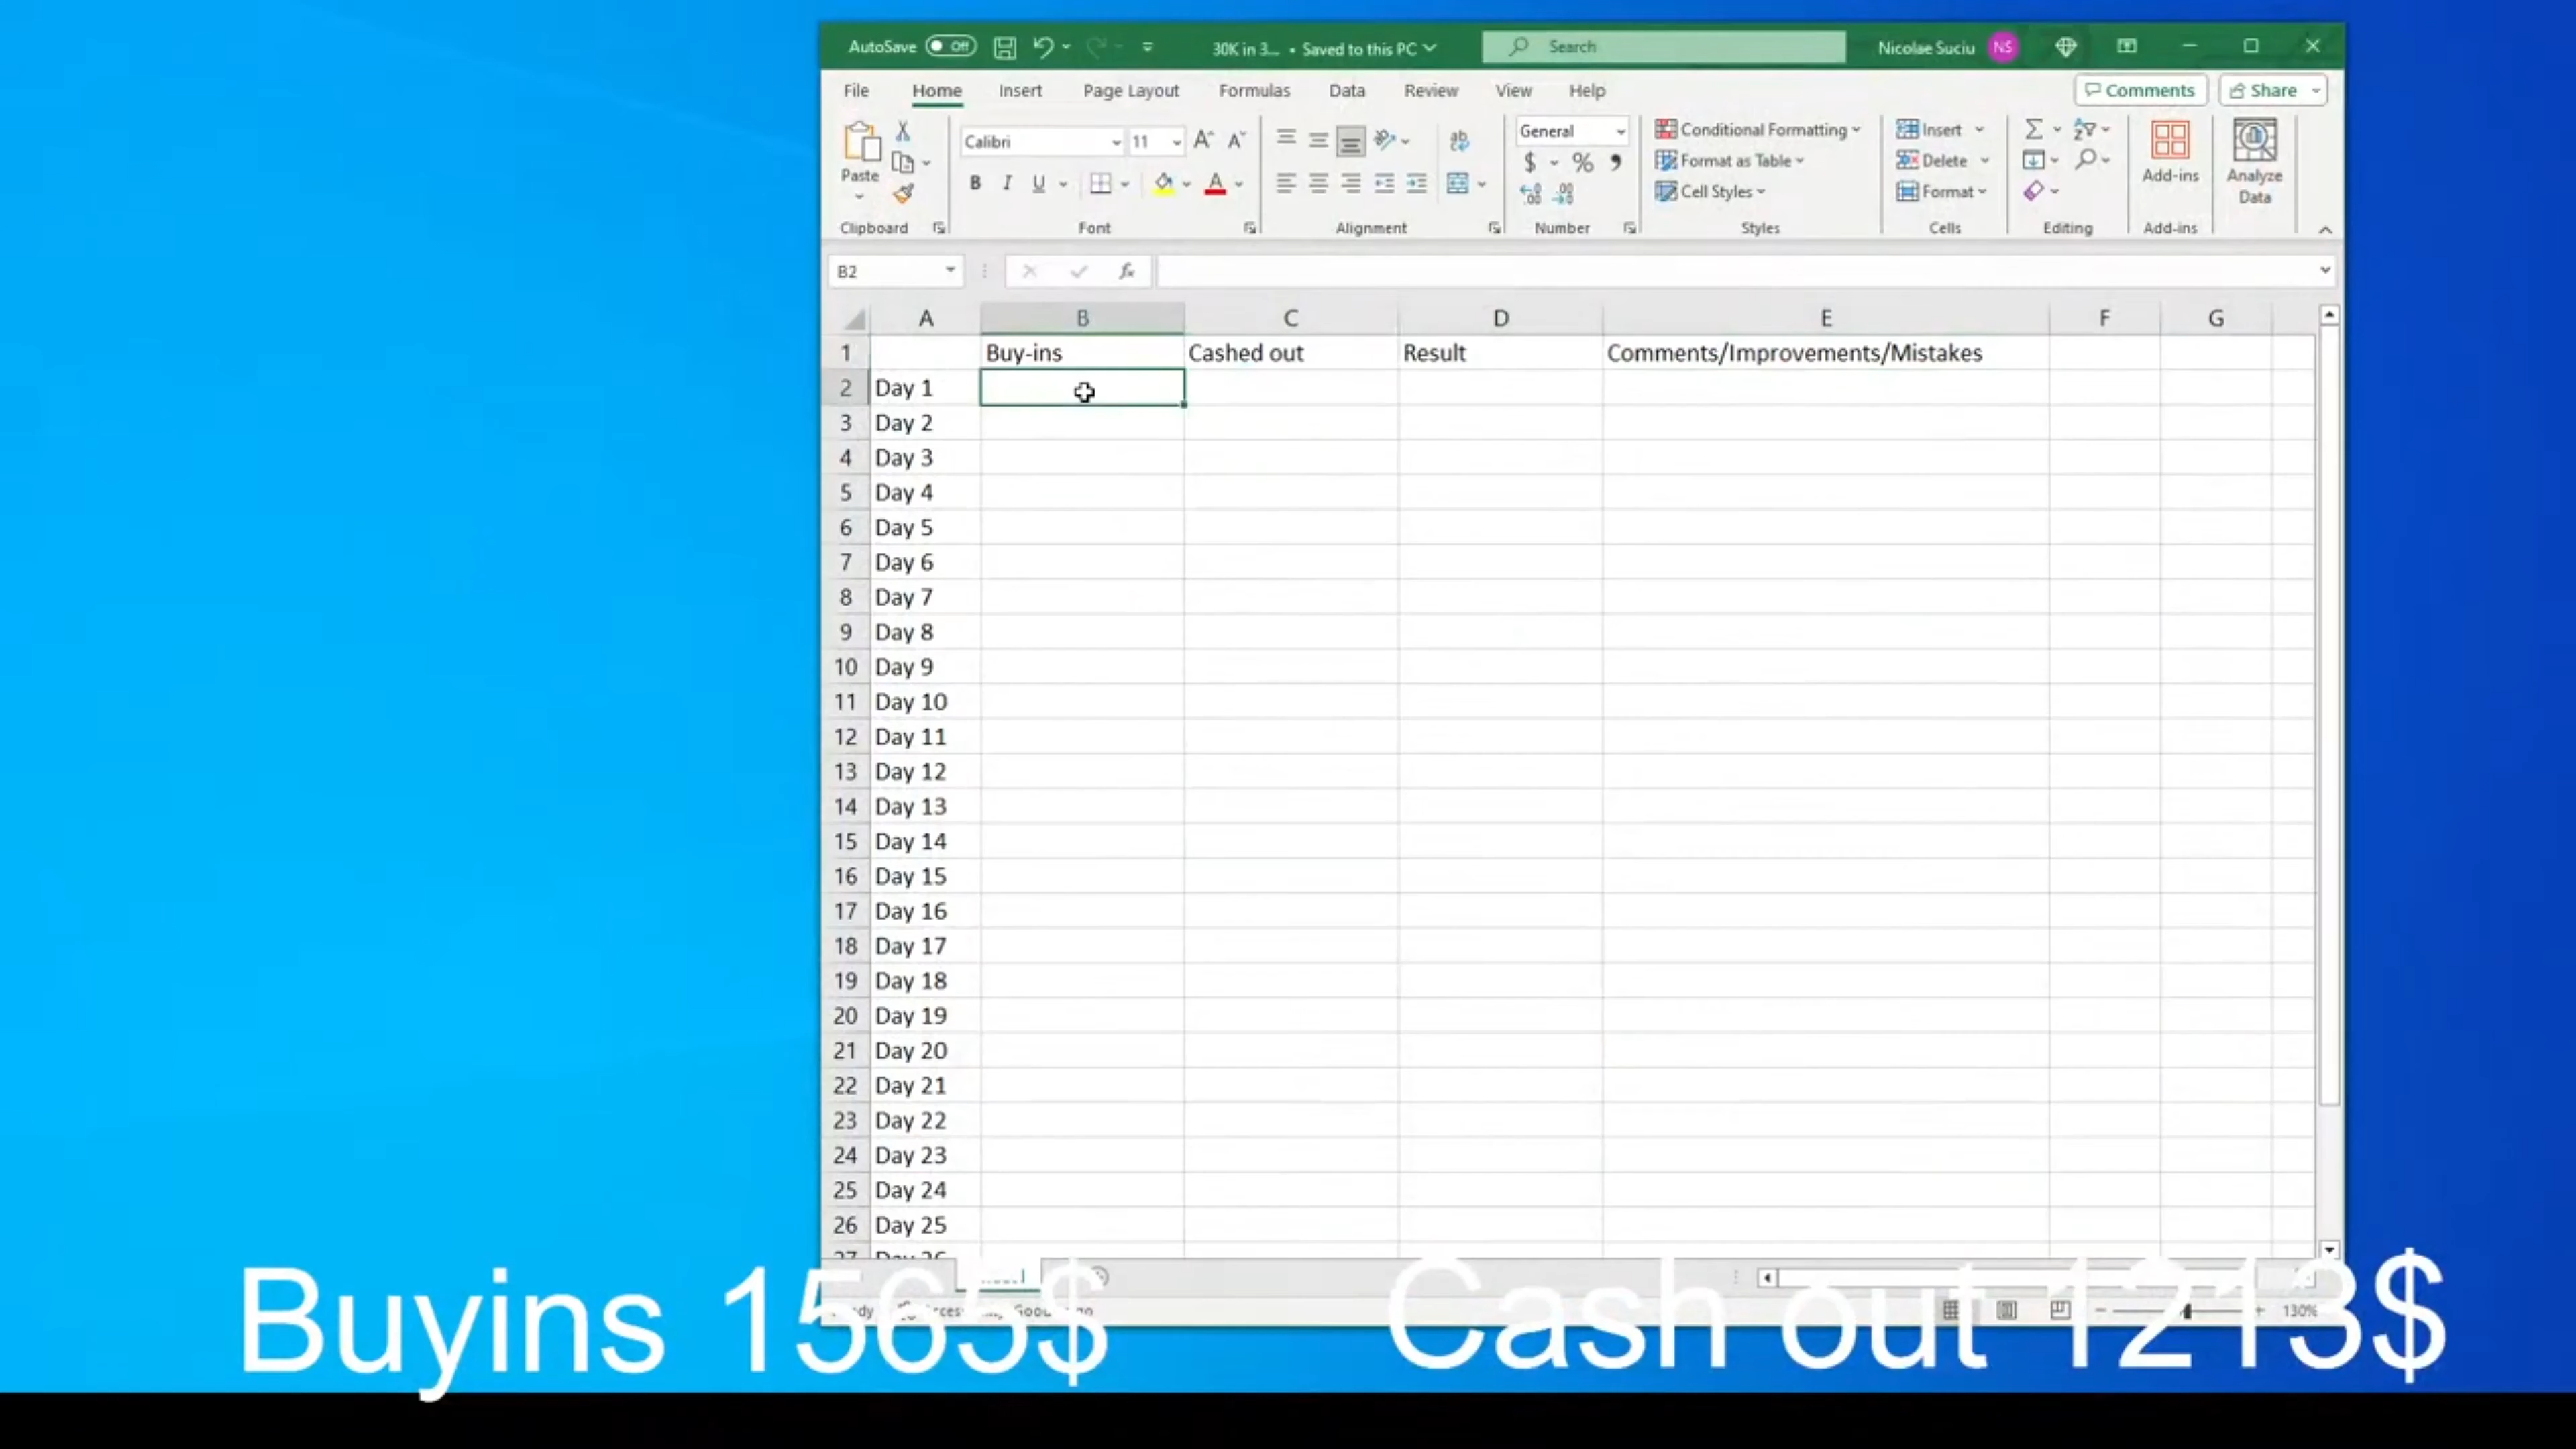 AutoSave Off 30K in 3... • Saved to this PC Search Nicolae Suciu NS
File Home Insert Page Layout Formulas Data Review View Help Comments Share
Paste Calibri 11 A A General $ % Conditional Formatting Insert
B I U A ab Format as Table Delete
Cell Styles Format Add-ins Analyze Data
Clipboard Font Alignment Number Styles Cells Editing Add-ins
B2 fx
A B C D E F G
1 Buy-ins Cashed out Result Comments/Improvements/Mistakes
2 Day 1
3 Day 2
4 Day 3
5 Day 4
6 Day 5
7 Day 6
8 Day 7
9 Day 8
10 Day 9
11 Day 10
12 Day 11
13 Day 12
14 Day 13
15 Day 14
16 Day 15
17 Day 16
18 Day 17
19 Day 18
20 Day 19
21 Day 20
22 Day 21
23 Day 22
24 Day 23
25 Day 24
26 Day 25
130%
Buyins 1565$ Cash out 1213$